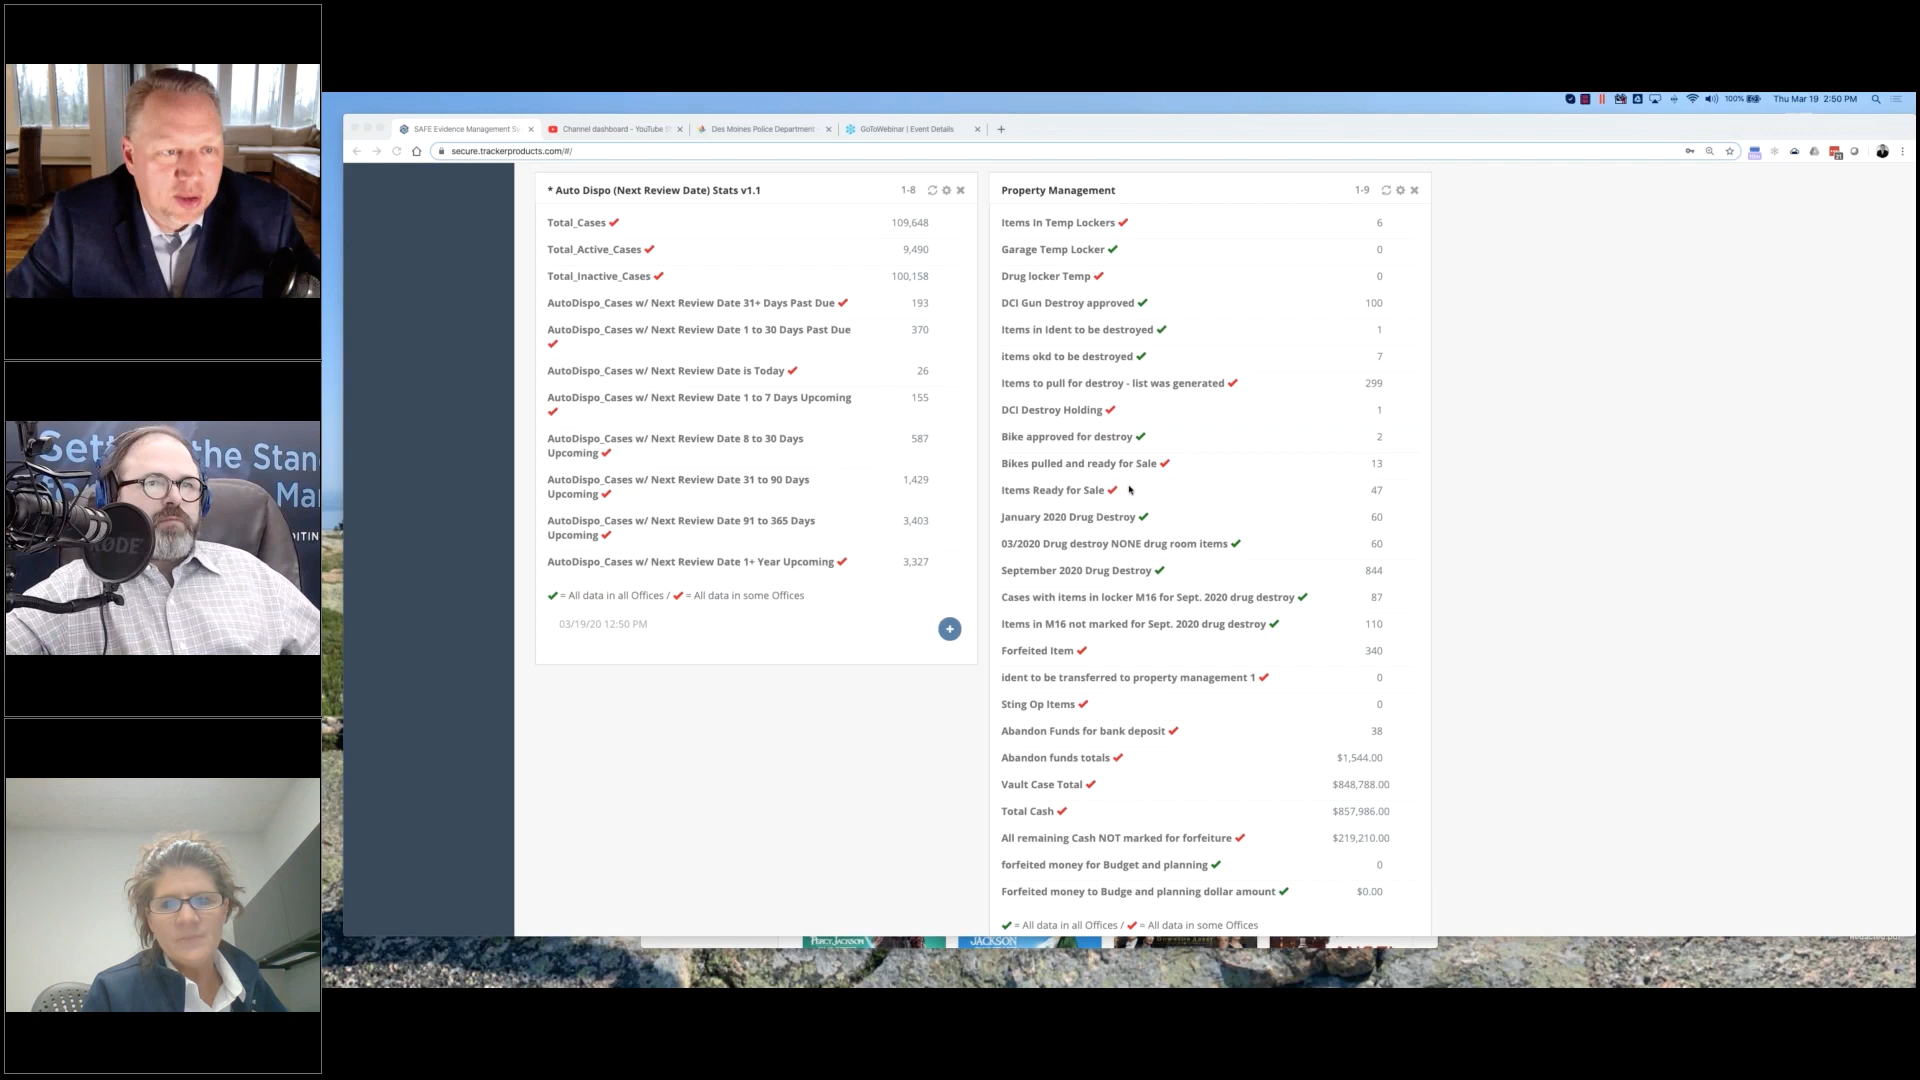 Thu Mar 19 2:50 PM
100%
SAFE Evidence Management Sy
Channel dashboard - YouTube St
Des Moines Police Department -
GoToWebinar | Event Details
secure.trackerproducts.com/#/
* Auto Dispo (Next Review Date) Stats v1.1
1-8
Total_Cases 109,648
Total_Active_Cases 9,490
Total_Inactive_Cases 100,158
AutoDispo_Cases w/ Next Review Date 31+ Days Past Due 193
AutoDispo_Cases w/ Next Review Date 1 to 30 Days Past Due 370
AutoDispo_Cases w/ Next Review Date is Today 26
AutoDispo_Cases w/ Next Review Date 1 to 7 Days Upcoming 155
AutoDispo_Cases w/ Next Review Date 8 to 30 Days 587
Upcoming
AutoDispo_Cases w/ Next Review Date 31 to 90 Days 1,429
Upcoming
AutoDispo_Cases w/ Next Review Date 91 to 365 Days 3,403
Upcoming
AutoDispo_Cases w/ Next Review Date 1+ Year Upcoming 3,327
✔ = All data in all Offices / ✔ = All data in some Offices
03/19/20 12:50 PM
Property Management
1-9
Items In Temp Lockers 6
Garage Temp Locker 0
Drug locker Temp 0
DCI Gun Destroy approved 100
Items in Ident to be destroyed 1
items okd to be destroyed 7
Items to pull for destroy - list was generated 299
DCI Destroy Holding 1
Bike approved for destroy 2
Bikes pulled and ready for Sale 13
Items Ready for Sale 47
January 2020 Drug Destroy 60
03/2020 Drug destroy NONE drug room items 60
September 2020 Drug Destroy 844
Cases with items in locker M16 for Sept. 2020 drug destroy 87
Items in M16 not marked for Sept. 2020 drug destroy 110
Forfeited Item 340
ident to be transferred to property management 1 0
Sting Op Items 0
Abandon Funds for bank deposit 38
Abandon funds totals $1,544.00
Vault Case Total $848,788.00
Total Cash $857,986.00
All remaining Cash NOT marked for forfeiture $219,210.00
forfeited money for Budget and planning 0
Forfeited money to Budge and planning dollar amount $0.00
✔ = All data in all Offices / ✔ = All data in some Offices
PERCY JACKSON
JACKSON
Set the Stan
Ma
DITIN
RØDE